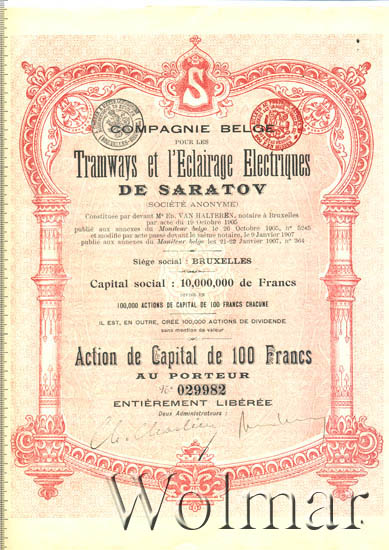 S
COMPAGNIE BELGE
POUR LES
Tramways et l'Eclairage Electriques
DE SARATOV
(SOCIÉTÉ ANONYME)
Constituée par devant Me Ed. VAN HALTEREN, notaire à Bruxelles
par acte du 19 Octobre 1905
publié aux annexes du Moniteur belge le 26 Octobre 1905, no 5245
et modifié par acte passé devant le même notaire, le 9 Janvier 1907
publié aux annexes du Moniteur belge les 21-22 Janvier 1907, no 364
Siège social : BRUXELLES
Capital social : 10,000,000 de Francs
DIVISÉ EN
100,000 ACTIONS DE CAPITAL DE 100 FRANCS CHACUNE
IL EST, EN OUTRE, CRÉÉ 100,000 ACTIONS DE DIVIDENDE
sans mention de valeur
Action de Capital de 100 Francs
AU PORTEUR
No 029982
ENTIÈREMENT LIBÉRÉE
Deux Administrateurs :
Wolmar